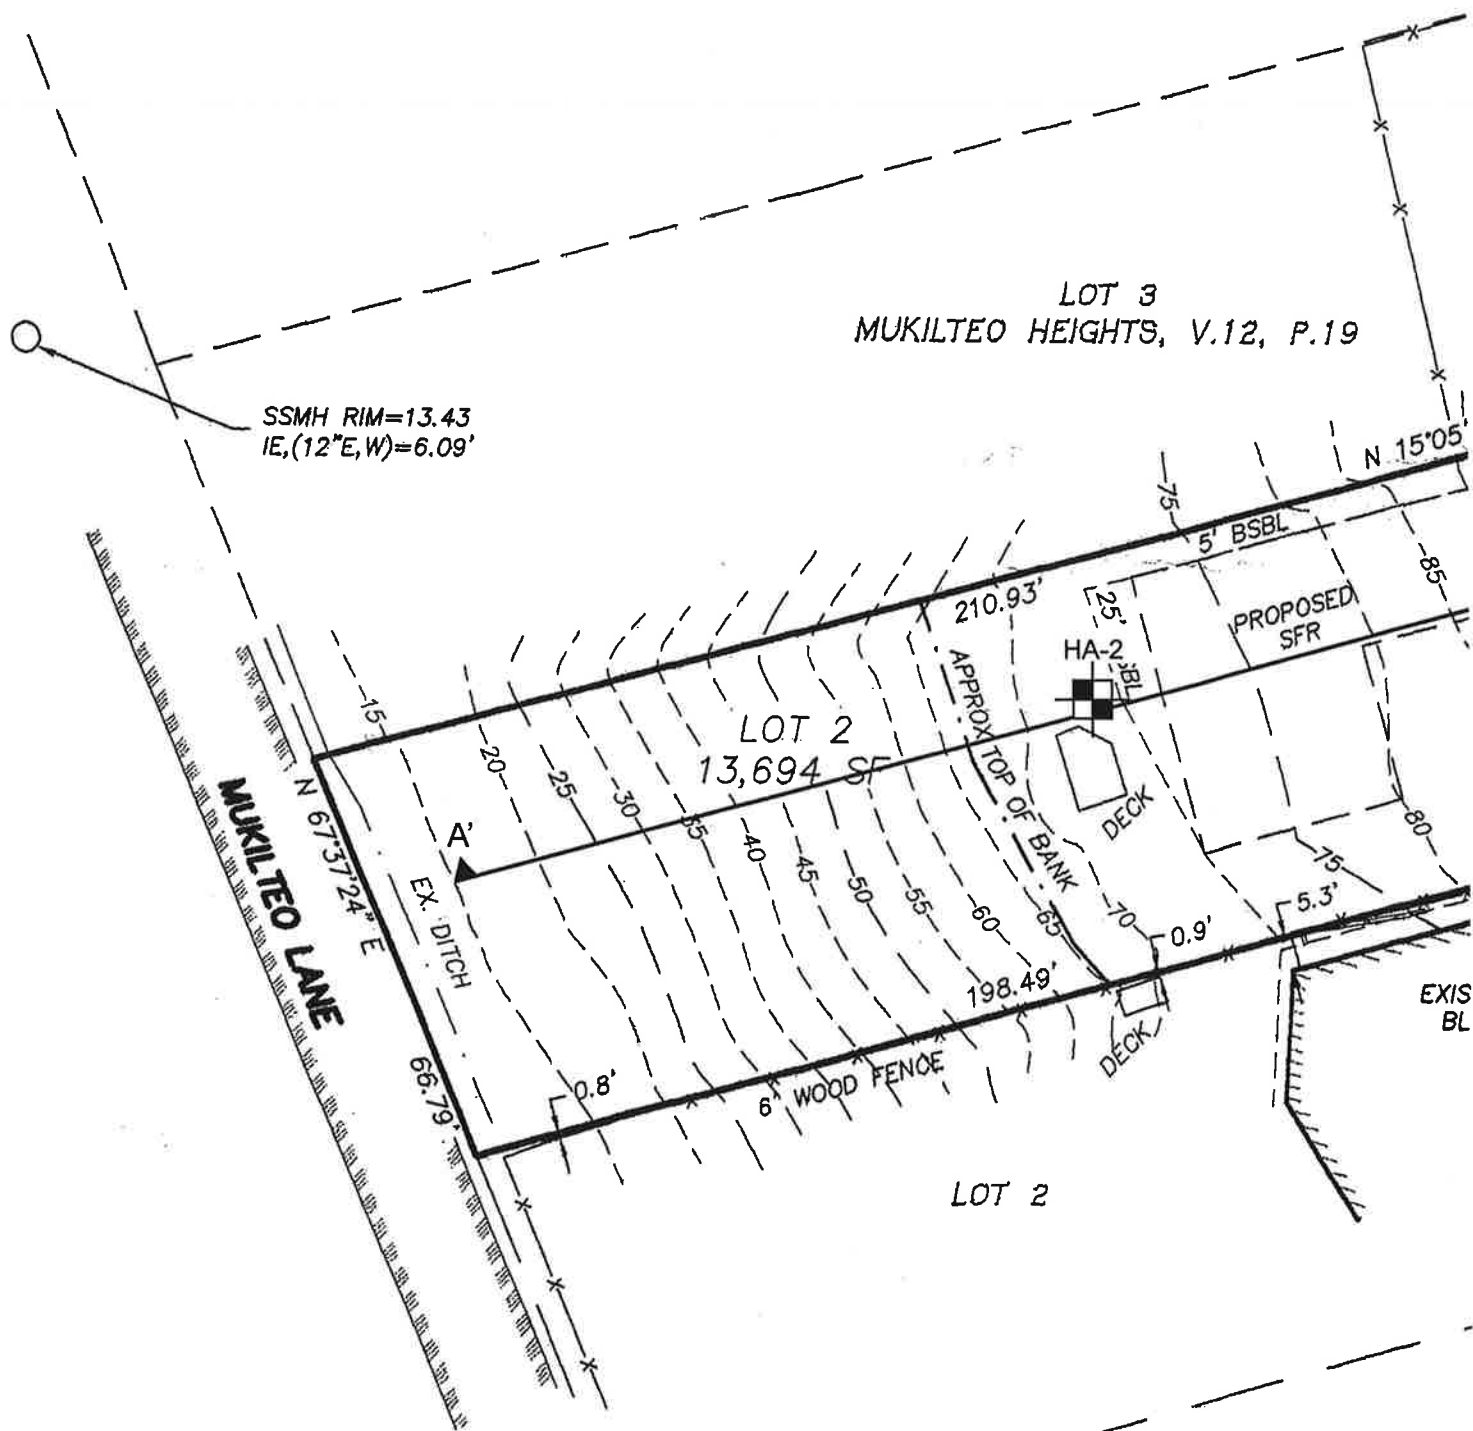 LOT 3
MUKILTEO HEIGHTS, V.12, P.19
SSMH RIM=13.43
IE,(12"E,W)=6.09'
N 15°05'
75
5' BSBL
85
210.93'
25'
PROPOSED
SFR
HA-2
SBL
APPROX TOP OF BANK
LOT 2
13,694 SF
15
20
25
30
35
40
45
50
55
60
65
70
75
80
DECK
A'
N 67°37'24" E
MUKILTEO LANE
EX. DITCH
66.79'
0.8'
6' WOOD FENCE
198.49'
0.9'
5.3'
DECK
EXIS
BL
LOT 2